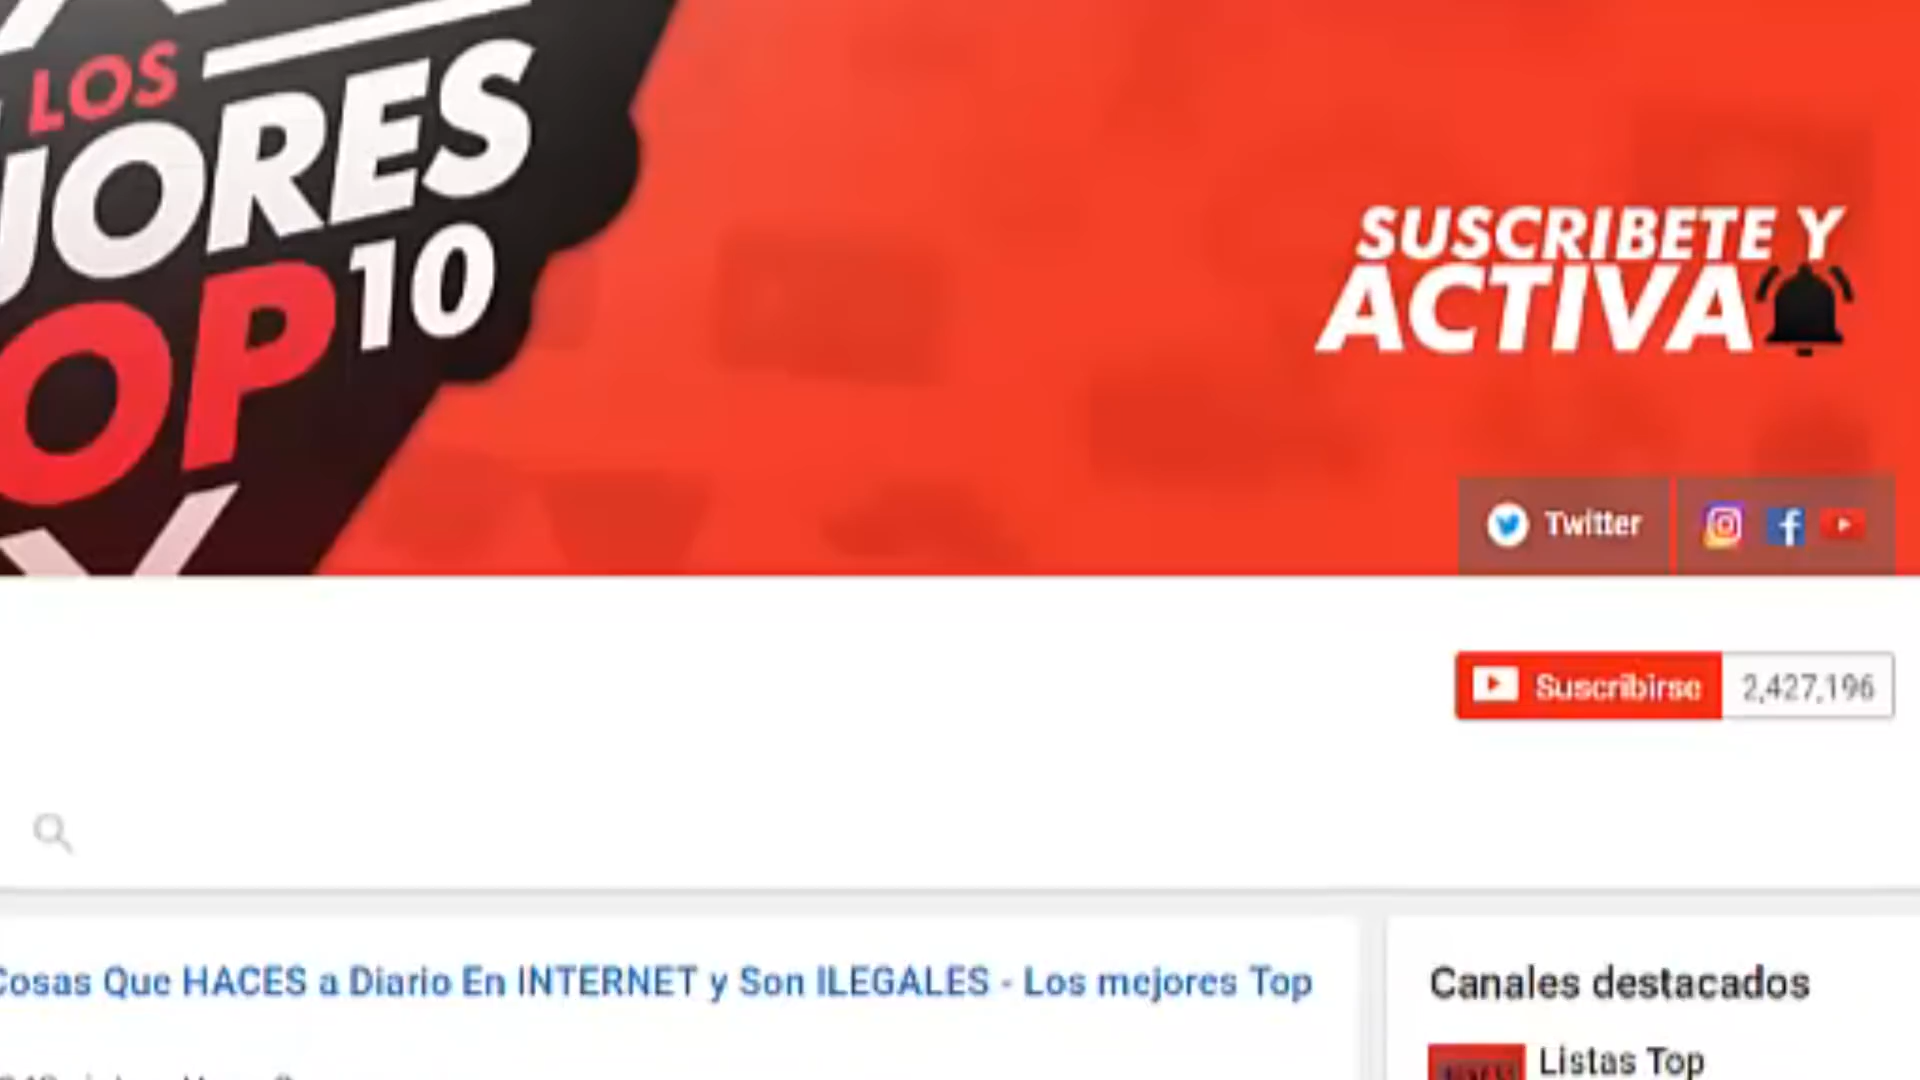 LOS
JORES
OP 10
Y
SUSCRIBETE Y
ACTIVA
Twitter
Suscribirse 2,427,196
Cosas Que HACES a Diario En INTERNET y Son ILEGALES - Los mejores Top
Canales destacados
Listas Top